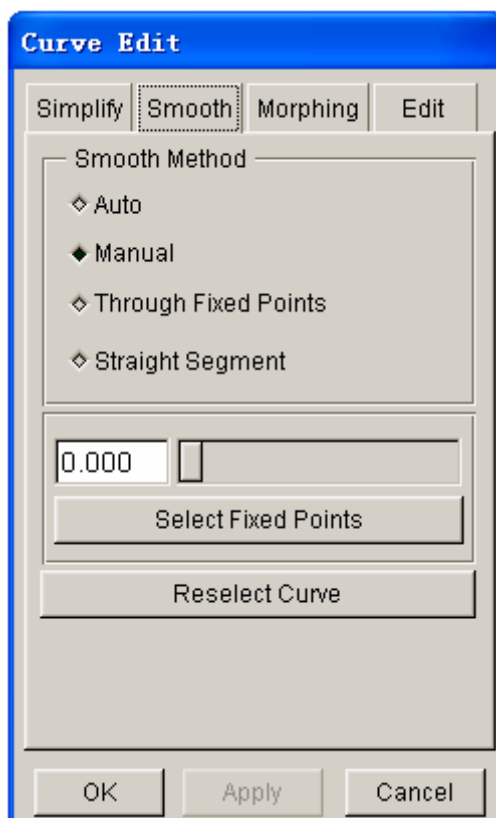 Curve Edit
Simplify Smooth Morphing Edit
Smooth Method
Auto
Manual
Through Fixed Points
Straight Segment
0.000
Select Fixed Points
Reselect Curve
OK Apply Cancel